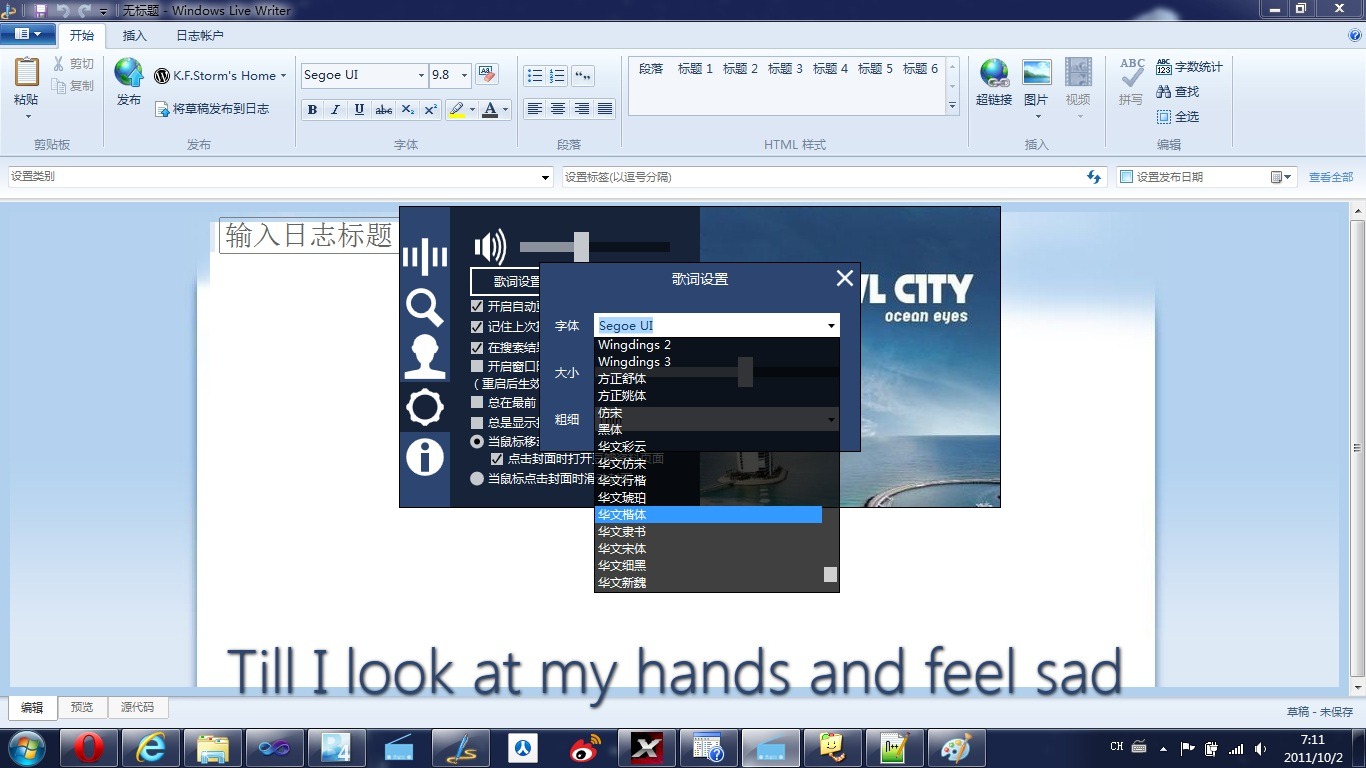 无标题 - Windows Live Writer
开始 插入 日志帐户
粘贴
剪切
复制
剪贴板
发布
K.F.Storm's Home
将草稿发布到日志
发布
Segoe UI 9.8
B I U abc X₂ X²
A
字体
段落
段落 标题 1 标题 2 标题 3 标题 4 标题 5 标题 6
HTML 样式
超链接 图片 视频
插入
ABC
拼写
ABC 123 字数统计
查找
全选
编辑
设置类别
设置标签(以逗号分隔)
设置发布日期
查看全部
输入日志标题
歌词设置
开启自动
记住上次
在搜索结果
开启窗口
(重启后生效
总在最前
总是显示
当鼠标移
点击封面时打开 页面
当鼠标点击封面时滑
WL CITY
ocean eyes
歌词设置
字体 Segoe UI
大小
粗细
Wingdings 2
Wingdings 3
方正舒体
方正姚体
仿宋
黑体
华文彩云
华文仿宋
华文行楷
华文琥珀
华文楷体
华文隶书
华文宋体
华文细黑
华文新魏
Till I look at my hands and feel sad
编辑 预览 源代码
草稿 - 未保存
CH
7:11
2011/10/2